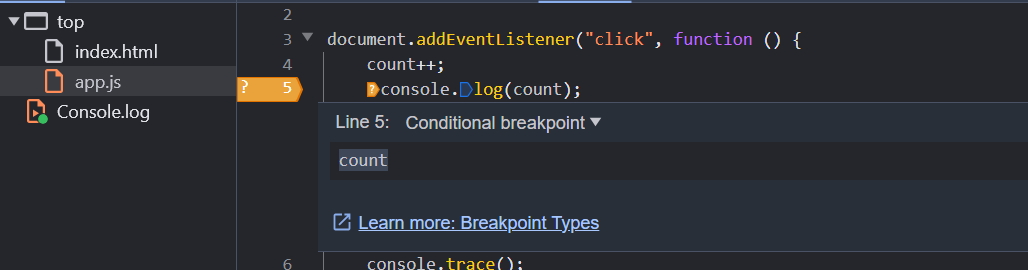 top
index.html
app.js
Console.log
2
3 document.addEventListener("click", function () {
4 count++;
? 5 ?console.log(count);
Line 5: Conditional breakpoint
count
Learn more: Breakpoint Types
6 console.trace();